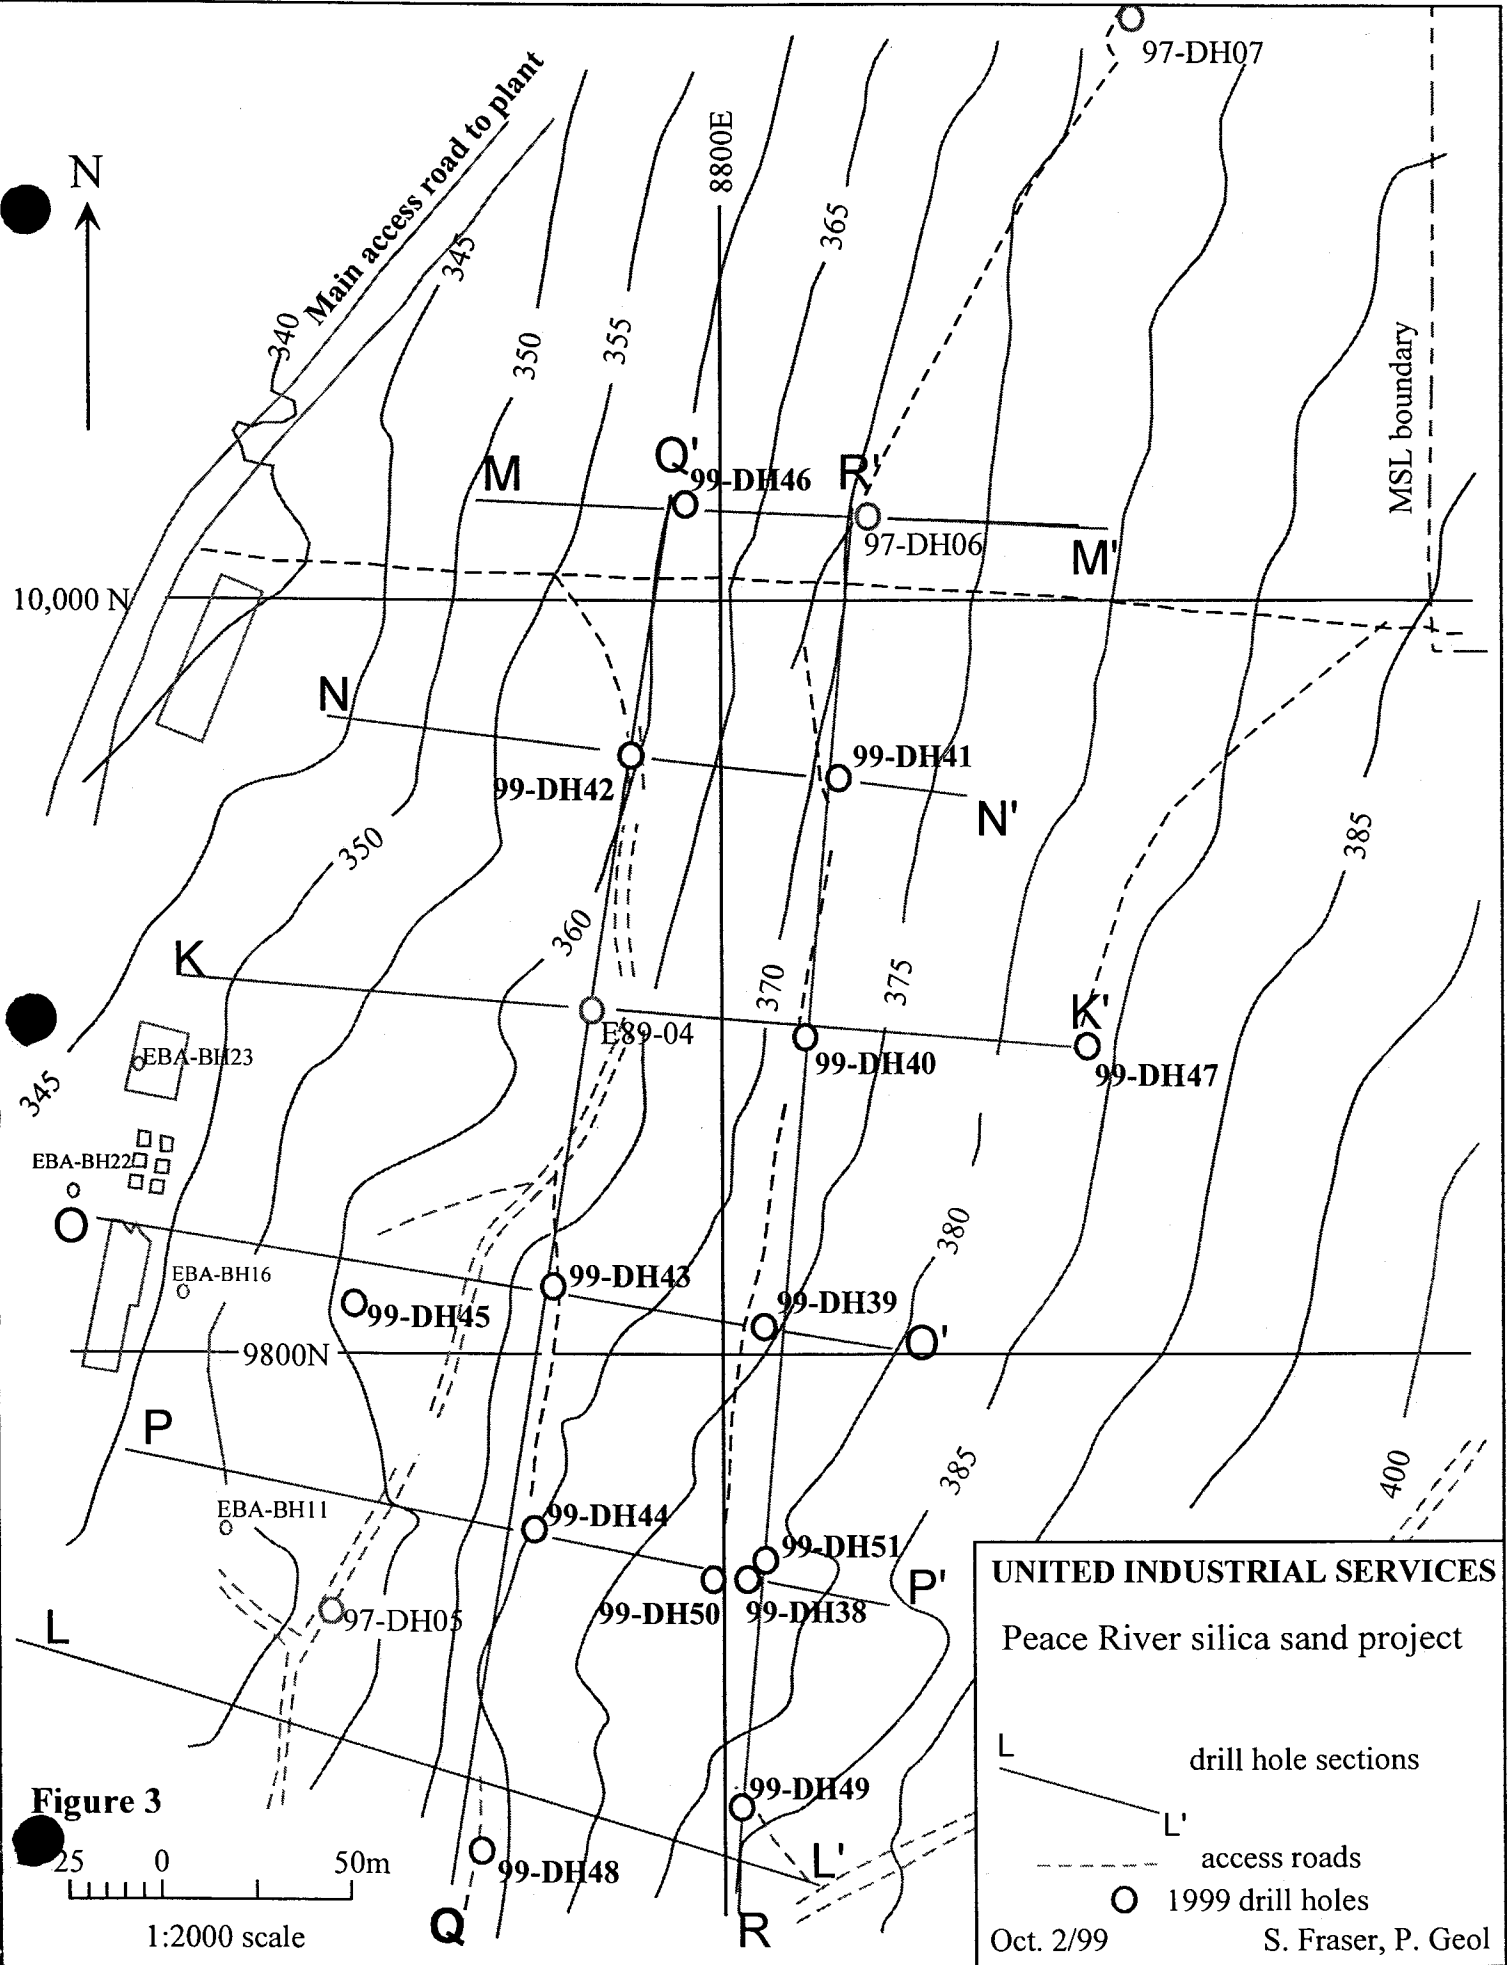 97-DH07
Main access road to plant
N
8800E
365
345
340
350
355
MSL boundary
Q'
M
99-DH46
R'
97-DH06
M'
10,000 N
N
99-DH41
99-DH42
N'
350
385
360
K
370
375
K'
E89-04
EBA-BH23
99-DH40
99-DH47
345
EBA-BH22
O
380
EBA-BH16
99-DH43
99-DH45
99-DH39
O'
9800N
P
385
400
EBA-BH11
99-DH44
99-DH51
P'
99-DH50
99-DH38
97-DH05
L
UNITED INDUSTRIAL SERVICES
Peace River silica sand project
L
drill hole sections
L'
access roads
1999 drill holes
Oct. 2/99
S. Fraser, P. Geol
99-DH49
L'
99-DH48
Q
R
Figure 3
25 0 50m
1:2000 scale